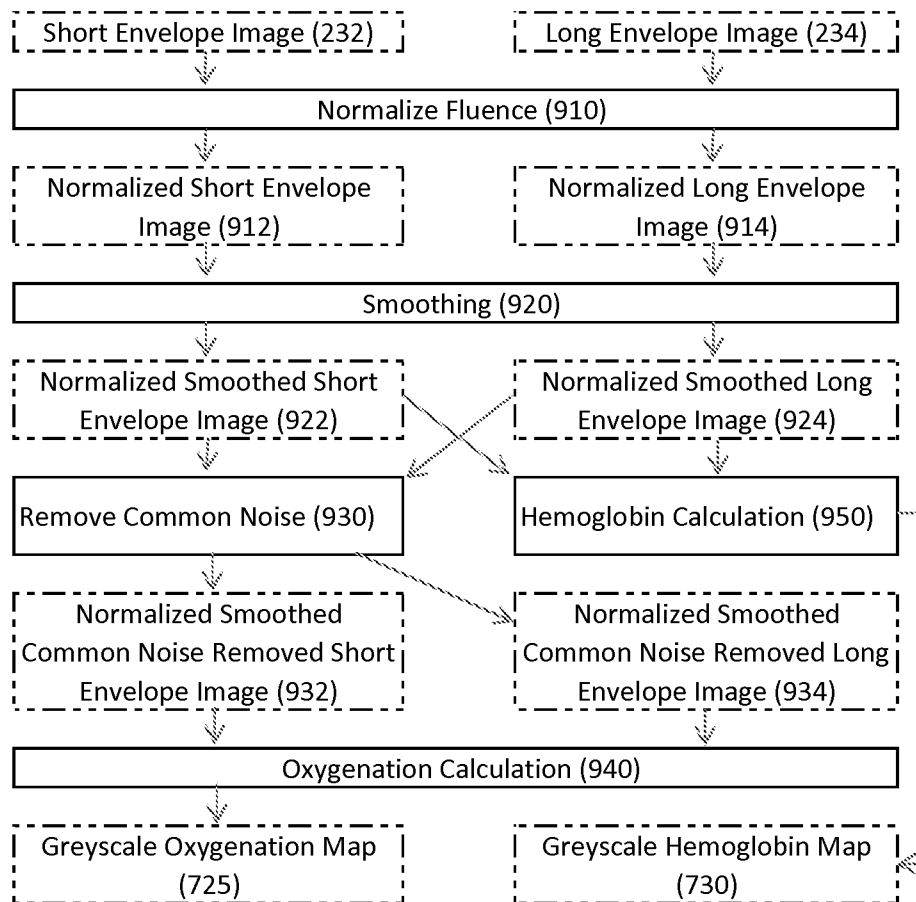 Short Envelope Image (232)
Long Envelope Image (234)
Normalize Fluence (910)
Normalized Short Envelope
Image (912)
Normalized Long Envelope
Image (914)
Smoothing (920)
Normalized Smoothed Short
Envelope Image (922)
Normalized Smoothed Long
Envelope Image (924)
Remove Common Noise (930)
Hemoglobin Calculation (950)
Normalized Smoothed
Common Noise Removed Short
Envelope Image (932)
Normalized Smoothed
Common Noise Removed Long
Envelope Image (934)
Oxygenation Calculation (940)
Greyscale Oxygenation Map
(725)
Greyscale Hemoglobin Map
(730)